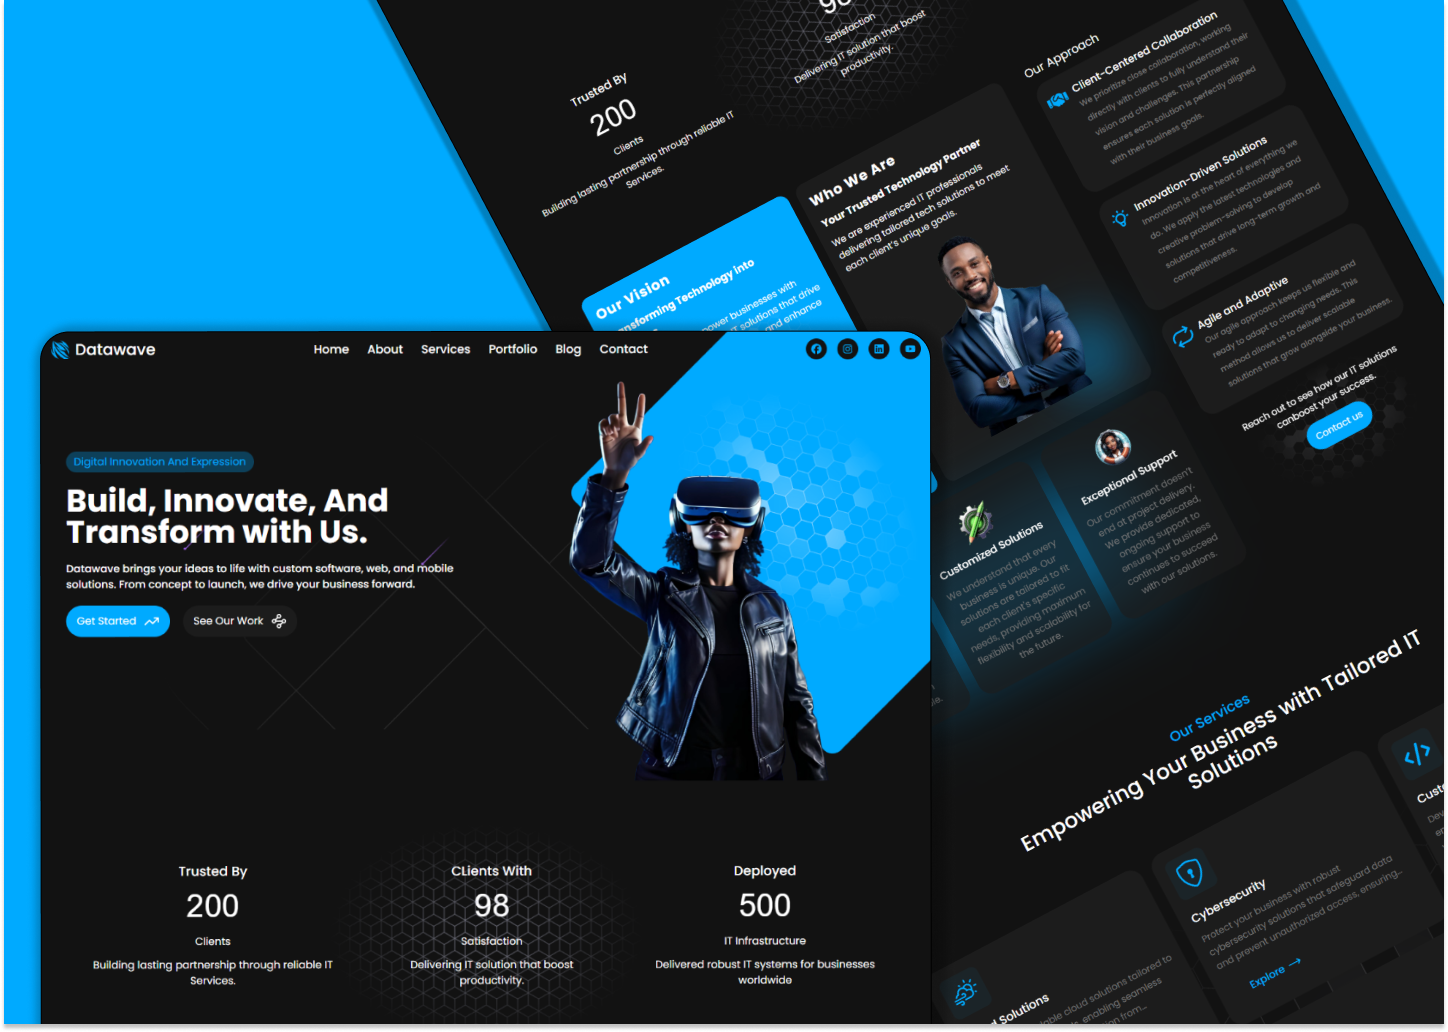 Datawave
Home
About
Services
Portfolio
Blog
Contact
Digital Innovation And Expression
Build, Innovate, And
Transform with Us.
Datawave brings your ideas to life with custom software, web, and mobile
solutions. From concept to launch, we drive your business forward.
Get Started
See Our Work
Trusted By
200
Clients
Building lasting partnership through reliable IT
Services.
CLients With
98
Satisfaction
Delivering IT solution that boost
productivity.
Deployed
500
IT Infrastructure
Delivered robust IT systems for businesses
worldwide
Trusted By
200
Clients
Building lasting partnership through reliable IT
Services.
98
Satisfaction
Delivering IT solution that boost
productivity.
Our Vision
Technology into
power businesses with
solutions that drive
and enhance
Who We Are
Your Trusted Technology Partner
We are experienced IT professionals
delivering tailored tech solutions to meet
each client's unique goals.
Our Approach
Client-Centered Collaboration
We prioritize close collaboration, working
directly with clients to fully understand their
vision and challenges. This partnership
ensures each solution is perfectly aligned
with their business goals.
Innovation-Driven Solutions
Innovation is at the heart of everything we
do. We apply the latest technologies and
creative problem-solving to develop
solutions that drive long-term growth and
competitiveness.
Agile and Adaptive
Our agile approach keeps us flexible and
ready to adapt to changing needs. This
method allows us to deliver scalable
solutions that grow alongside your business.
Reach out to see how our IT solutions
canboost your success.
Contact us
Customized Solutions
We understand that every
business is unique. Our
solutions are tailored to fit
each client's specific
needs, providing maximum
flexibility and scalability for
the future.
Exceptional Support
Our commitment doesn't
end at project delivery.
We provide dedicated,
ongoing support to
ensure your business
continues to succeed
with our solutions.
Our Services
Empowering Your Business with Tailored IT
Solutions
Cybersecurity
Protect your business with robust
cybersecurity solutions that safeguard data
and prevent unauthorized access, ensuring...
Explore
Solutions
cloud solutions tailored to
enabling seamless
from...